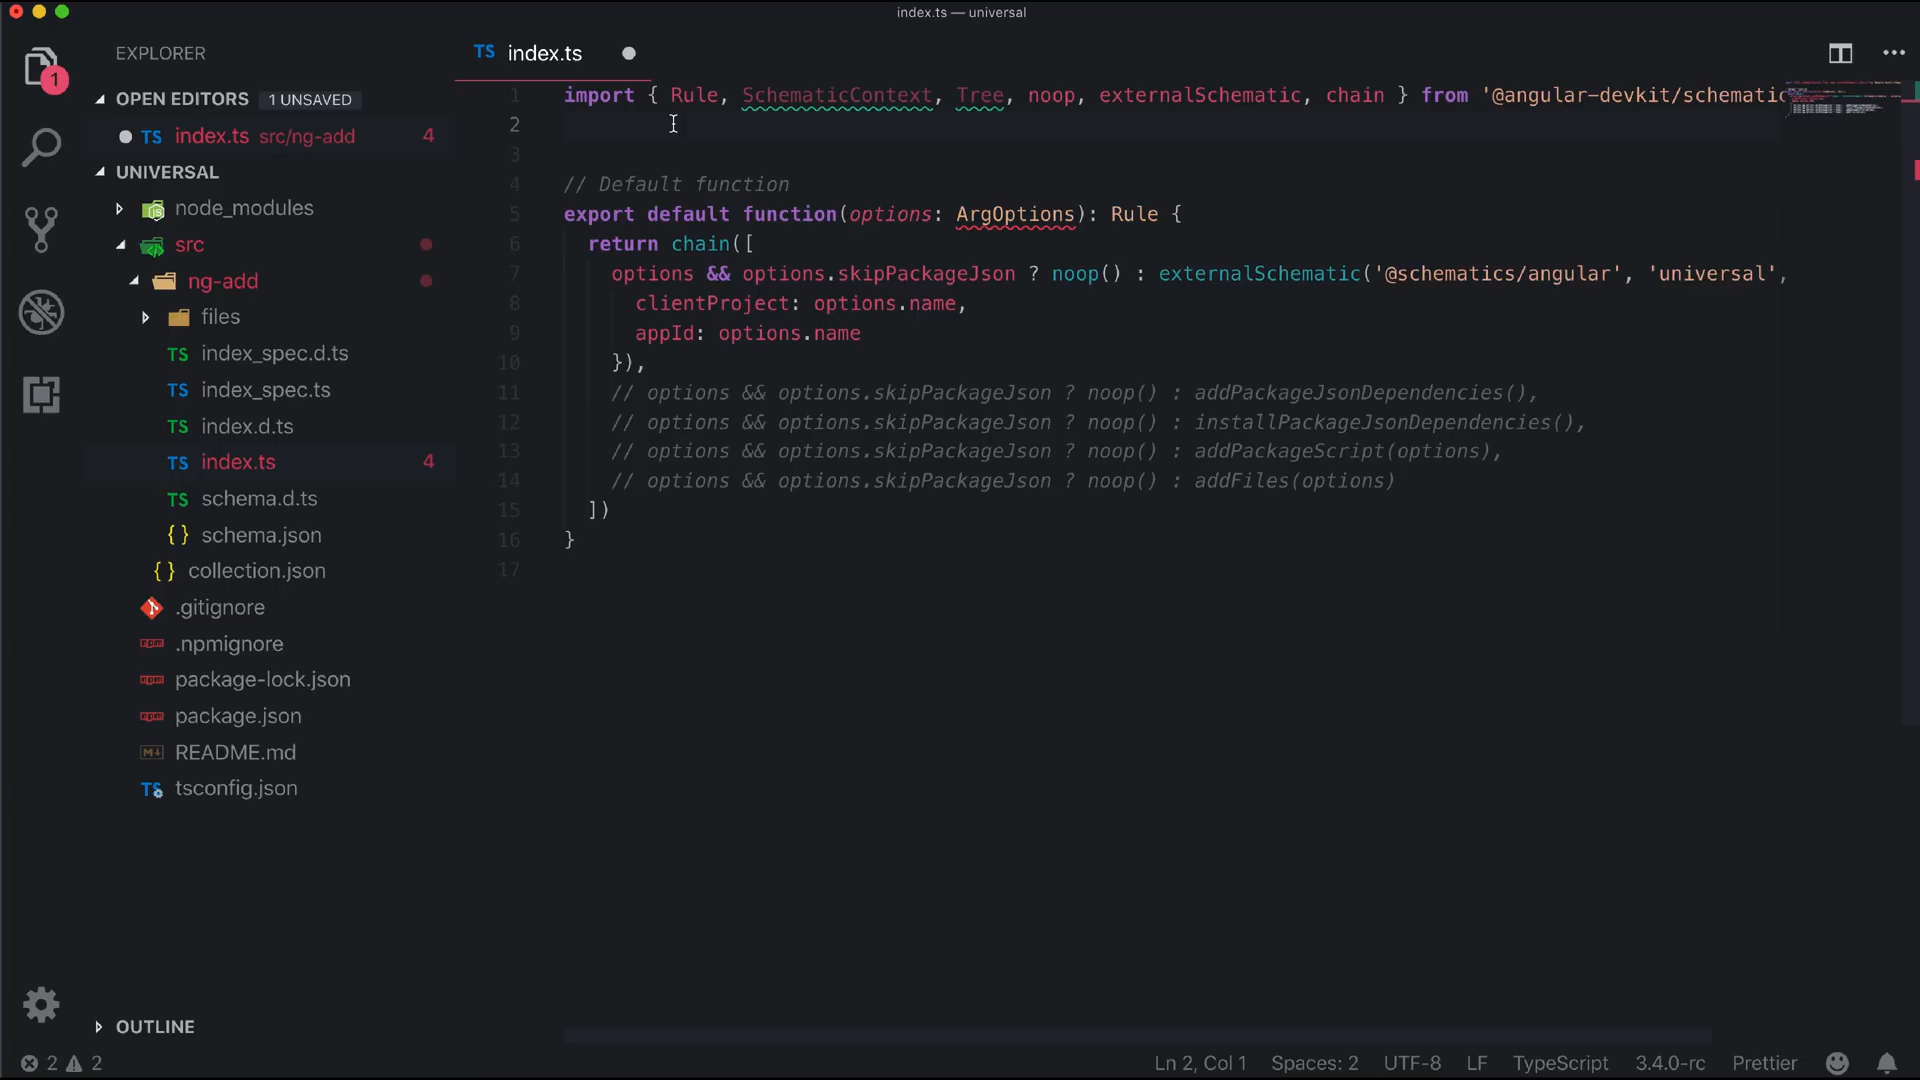 index.ts — universal
EXPLORER
TS index.ts
1
OPEN EDITORS 1 UNSAVED
TS index.ts src/ng-add 4
UNIVERSAL
node_modules
src
ng-add
files
TS index_spec.d.ts
TS index_spec.ts
TS index.d.ts
TS index.ts 4
TS schema.d.ts
{ } schema.json
{ } collection.json
.gitignore
npm .npmignore
npm package-lock.json
npm package.json
M README.md
TS tsconfig.json
OUTLINE
1 import { Rule, SchematicContext, Tree, noop, externalSchematic, chain } from '@angular-devkit/schematic
2
3
4 // Default function
5 export default function(options: ArgOptions): Rule {
6 return chain([
7 options && options.skipPackageJson ? noop() : externalSchematic('@schematics/angular', 'universal',
8 clientProject: options.name,
9 appId: options.name
10 }),
11 // options && options.skipPackageJson ? noop() : addPackageJsonDependencies(),
12 // options && options.skipPackageJson ? noop() : installPackageJsonDependencies(),
13 // options && options.skipPackageJson ? noop() : addPackageScript(options),
14 // options && options.skipPackageJson ? noop() : addFiles(options)
15 ])
16 }
17
2 2
Ln 2, Col 1 Spaces: 2 UTF-8 LF TypeScript 3.4.0-rc Prettier